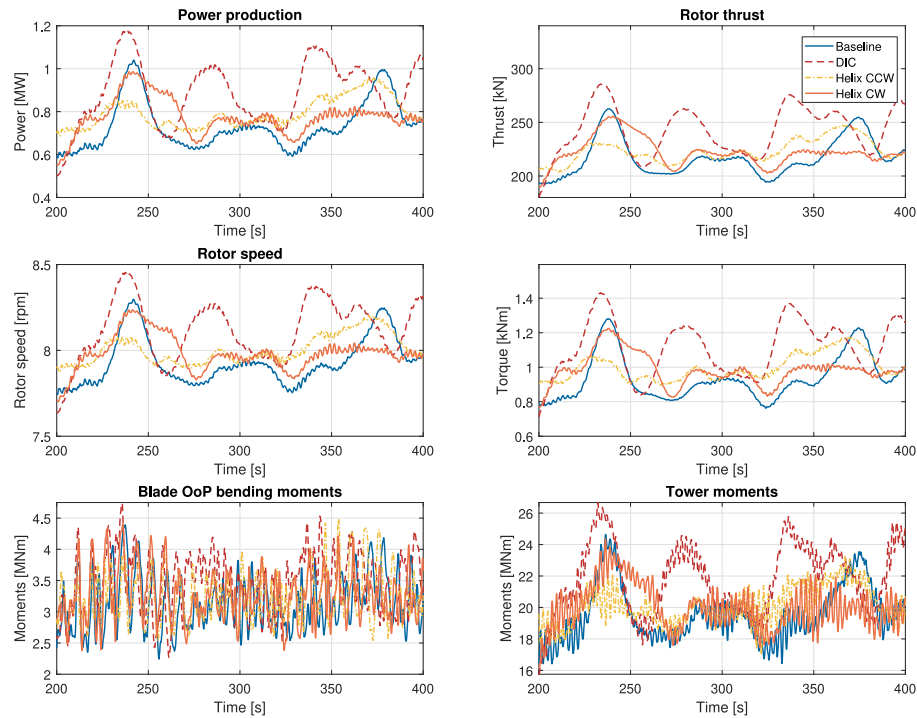 Power production
Power [MW]
1.2
1
0.8
0.6
0.4
200 250 300 350 400
Time [s]
Rotor thrust
Thrust [kN]
300
250
200
200 250 300 350 400
Time [s]
Baseline
DIC
Helix CCW
Helix CW
Rotor speed
Rotor speed [rpm]
8.5
8
7.5
200 250 300 350 400
Time [s]
Torque [kNm]
1.4
1.2
1
0.8
0.6
200 250 300 350 400
Time [s]
Blade OoP bending moments
Moments [MNm]
4.5
4
3.5
3
2.5
2
200 250 300 350 400
Time [s]
Tower moments
Moments [MNm]
26
24
22
20
18
16
200 250 300 350 400
Time [s]